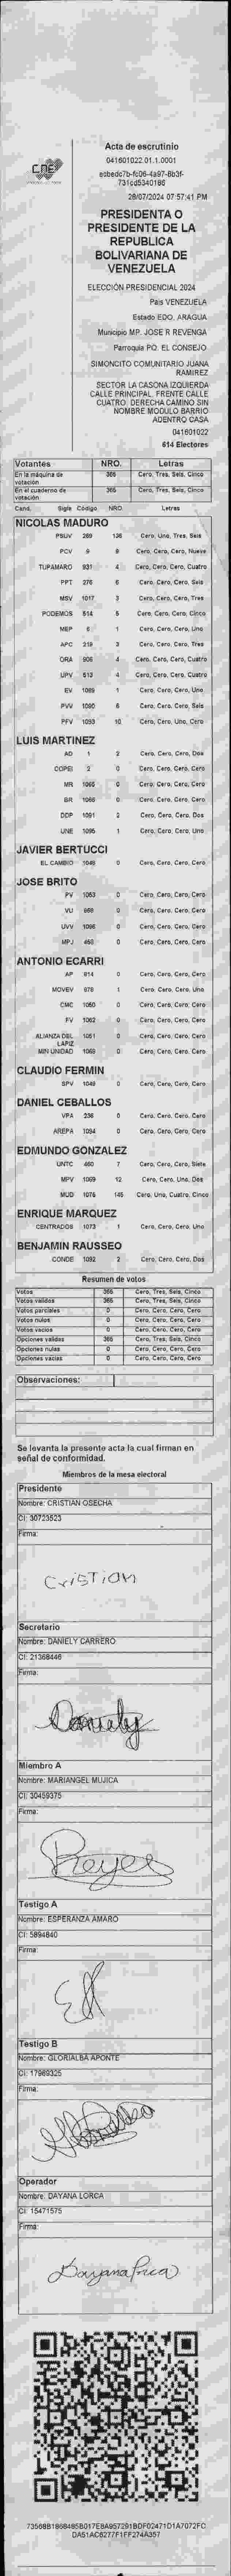 CNE
Acta de escrutinio
041601022.01.1.0001
28/07/2024 07:57:41 PM
PRESIDENTA O
PRESIDENTE DE LA
REPUBLICA
BOLIVARIANA DE
VENEZUELA
ELECCIÓN PRESIDENCIAL 2024
País VENEZUELA
Estado EDO. ARAGUA
Municipio MP. JOSE R REVENGA
Parroquia PQ. EL CONSEJO
SIMONCITO COMUNITARIO JUANA
RAMIREZ
SECTOR LA CASONA IZQUIERDA
CALLE PRINCIPAL. FRENTE CALLE
CUATRO. DERECHA CAMINO SIN
NOMBRE MODULO BARRIO
ADENTRO CASA
041601022
614 Electores
Votantes NRO. Letras
En la máquina de votación 365 Cero, Tres, Seis, Cinco
En el cuaderno de votación 365 Cero, Tres, Seis, Cinco
Cand. Sigla Código NRO. Letras
NICOLAS MADURO
PSUV 269 136 Cero, Uno, Tres, Seis
PCV 9 9 Cero, Cero, Cero, Nueve
TUPAMARO 931 4 Cero, Cero, Cero, Cuatro
PPT 276 6 Cero, Cero, Cero, Seis
MSV 1017 3 Cero, Cero, Cero, Tres
PODEMOS 514 5 Cero, Cero, Cero, Cinco
MEP 6 1 Cero, Cero, Cero, Uno
APC 219 3 Cero, Cero, Cero, Tres
ORA 906 4 Cero, Cero, Cero, Cuatro
UPV 613 4 Cero, Cero, Cero, Cuatro
EV 1089 1 Cero, Cero, Cero, Uno
PVV 1090 6 Cero, Cero, Cero, Seis
PFV 1093 10 Cero, Cero, Uno, Cero
LUIS MARTINEZ
AD 1 2 Cero, Cero, Cero, Dos
COPEI 2 0 Cero, Cero, Cero, Cero
MR 1065 0 Cero, Cero, Cero, Cero
BR 1066 0 Cero, Cero, Cero, Cero
DDP 1091 2 Cero, Cero, Cero, Dos
UNE 1095 1 Cero, Cero, Cero, Uno
JAVIER BERTUCCI
EL CAMBIO 1048 0 Cero, Cero, Cero, Cero
JOSE BRITO
PV 1053 0 Cero, Cero, Cero, Cero
VU 868 0 Cero, Cero, Cero, Cero
UVV 1096 0 Cero, Cero, Cero, Cero
MPJ 468 0 Cero, Cero, Cero, Cero
ANTONIO ECARRI
AP 814 0 Cero, Cero, Cero, Cero
MOVEV 878 1 Cero, Cero, Cero, Uno
CMC 1050 0 Cero, Cero, Cero, Cero
FV 1062 0 Cero, Cero, Cero, Cero
ALIANZA DEL LAPIZ 1051 0 Cero, Cero, Cero, Cero
MIN UNIDAD 1059 0 Cero, Cero, Cero, Cero
CLAUDIO FERMIN
SPV 1049 0 Cero, Cero, Cero, Cero
DANIEL CEBALLOS
VPA 236 0 Cero, Cero, Cero, Cero
AREPA 1094 0 Cero, Cero, Cero, Cero
EDMUNDO GONZALEZ
UNTC 460 7 Cero, Cero, Cero, Siete
MPV 1069 12 Cero, Cero, Uno, Dos
MUD 1076 145 Cero, Uno, Cuatro, Cinco
ENRIQUE MARQUEZ
CENTRADOS 1073 1 Cero, Cero, Cero, Uno
BENJAMIN RAUSSEO
CONDE 1092 2 Cero, Cero, Cero, Dos
Resumen de votos
Votos 365 Cero, Tres, Seis, Cinco
Votos válidos 365 Cero, Tres, Seis, Cinco
Votos parciales 0 Cero, Cero, Cero, Cero
Votos nulos 0 Cero, Cero, Cero, Cero
Votos vacíos 0 Cero, Cero, Cero, Cero
Opciones válidas 365 Cero, Tres, Seis, Cinco
Opciones nulas 0 Cero, Cero, Cero, Cero
Opciones vacías 0 Cero, Cero, Cero, Cero
Observaciones:
Se levanta la presente acta la cual firman en
señal de conformidad.
Miembros de la mesa electoral
Presidente
Nombre: CRISTIAN OSECHA
CI: 30723523
Firma:
CrisTian
Secretario
Nombre: DANIELY CARRERO
CI: 21368446
Firma:
Daniely
Miembro A
Nombre: MARIANGEL MUJICA
CI: 30459375
Firma:
Reyes
Testigo A
Nombre: ESPERANZA AMARO
CI: 5894840
Firma:
Testigo B
Nombre: GLORIALBA APONTE
CI: 17969325
Firma:
Operador
Nombre: DAYANA LORCA
CI: 15471575
Firma: